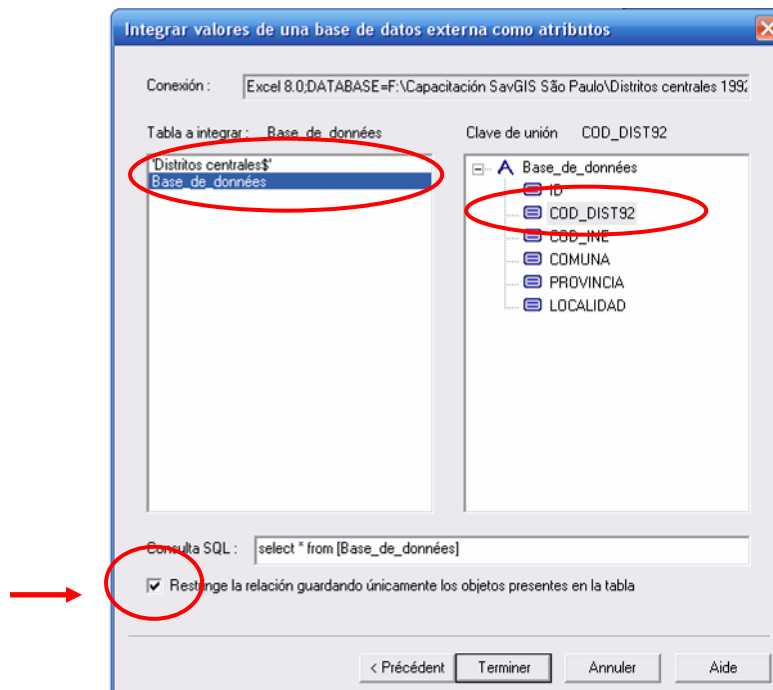 Integrar valores de una base de datos externa como atributos
Conexión : Excel 8.0;DATABASE=F:\Capacitación SavGIS São Paulo\Distritos centrales 1992
Tabla a integrar : Base_de_données Clave de unión COD_DIST92
'Distritos centrales$'
Base_de_données
Base_de_données
ID
COD_DIST92
COD_INE
COMUNA
PROVINCIA
LOCALIDAD
Consulta SQL : select * from [Base_de_données]
Restringe la relación guardando únicamente los objetos presentes en la tabla
< Précédent Terminer Annuler Aide